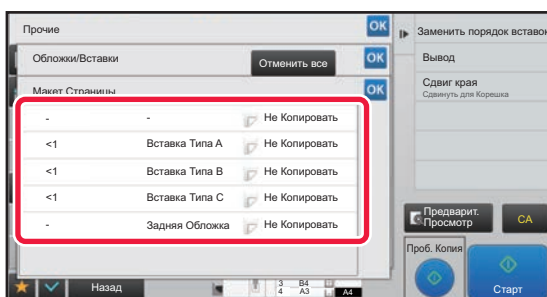 Прочие
OK
Обложки/Вставки
Отменить все
OK
Макет Страницы
OK
- - Не Копировать
<1 Вставка Типа A Не Копировать
<1 Вставка Типа B Не Копировать
<1 Вставка Типа C Не Копировать
- Задняя Обложка Не Копировать
Назад
3 B4
4 A3
A4
Заменить порядок вставок
Вывод
Сдвиг края
Сдвинуть для Корешка
Предварит.
Просмотр
CA
Проб. Копия
Старт